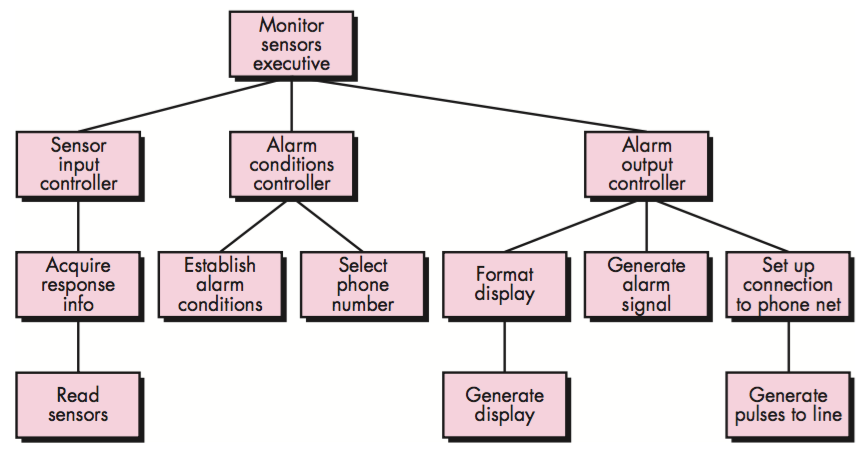 Monitor
sensors
executive
Sensor
input
controller
Alarm
conditions
controller
Alarm
output
controller
Acquire
response
info
Establish
alarm
conditions
Select
phone
number
Format
display
Generate
alarm
signal
Set up
connection
to phone net
Read
sensors
Generate
display
Generate
pulses to line